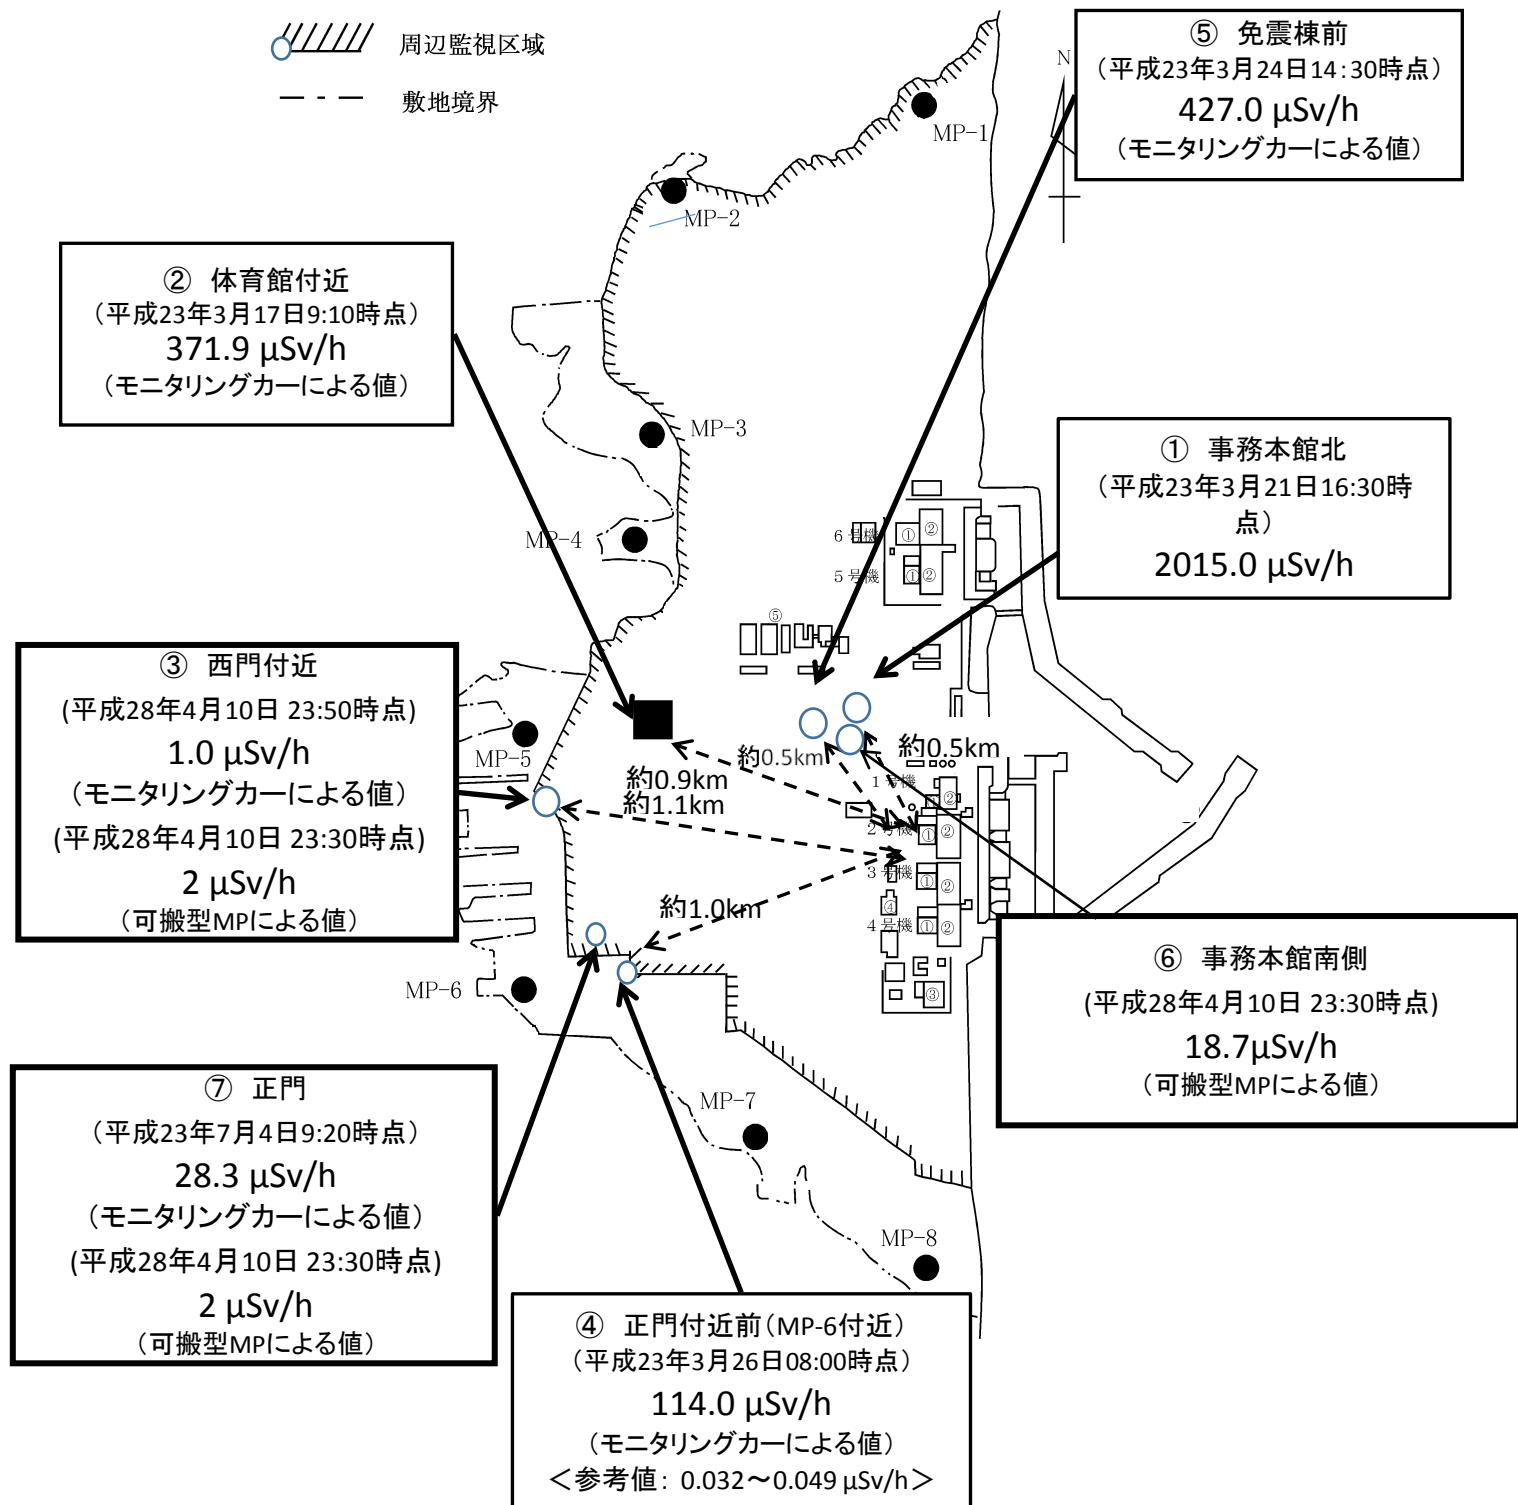 周辺監視区域
敷地境界
⑤ 免震棟前
（平成23年3月24日14:30時点）
427.0 μSv/h
（モニタリングカーによる値）
N
MP-1
MP-2
② 体育館付近
（平成23年3月17日9:10時点）
371.9 μSv/h
（モニタリングカーによる値）
MP-3
① 事務本館北
（平成23年3月21日16:30時
点）
2015.0 μSv/h
MP-4
6号機
①
②
5号機
①
②
⑤
③ 西門付近
(平成28年4月10日 23:50時点)
1.0 μSv/h
（モニタリングカーによる値）
(平成28年4月10日 23:30時点)
2 μSv/h
（可搬型MPによる値）
MP-5
約0.5km
約0.5km
約0.9km
約1.1km
1号機
①
②
2号機
①
②
3号機
①
②
④
4号機
①
②
③
約1.0km
MP-6
⑥ 事務本館南側
(平成28年4月10日 23:30時点)
18.7μSv/h
（可搬型MPによる値）
⑦ 正門
（平成23年7月4日9:20時点）
28.3 μSv/h
（モニタリングカーによる値）
(平成28年4月10日 23:30時点)
2 μSv/h
（可搬型MPによる値）
MP-7
MP-8
④ 正門付近前（MP-6付近）
（平成23年3月26日08:00時点）
114.0 μSv/h
（モニタリングカーによる値）
＜参考値： 0.032～0.049 μSv/h＞